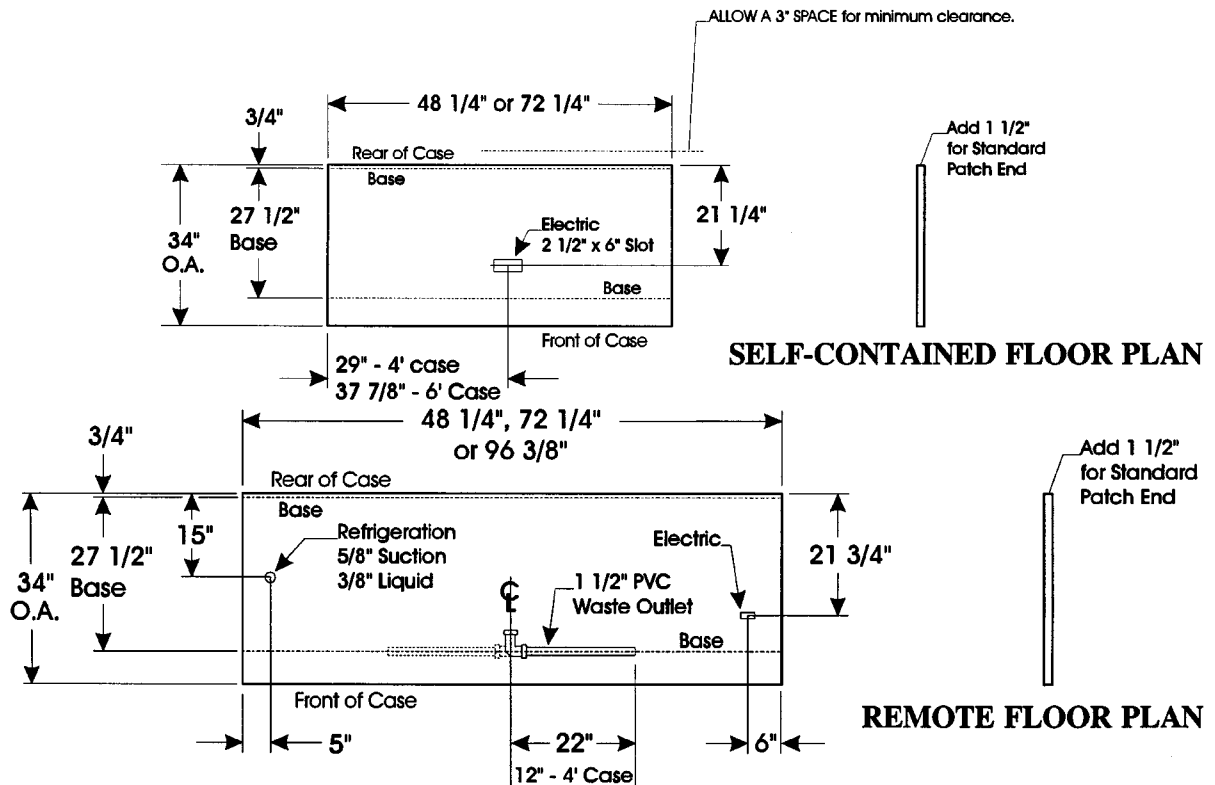 ALLOW A 3" SPACE for minimum clearance.
48 1/4" or 72 1/4"
3/4"
Rear of Case
Base
Add 1 1/2"
for Standard
Patch End
27 1/2"
Base
34"
O.A.
Electric
2 1/2" x 6" Slot
21 1/4"
Base
Front of Case
SELF-CONTAINED FLOOR PLAN
29" - 4' case
37 7/8" - 6' Case
48 1/4", 72 1/4"
or 96 3/8"
3/4"
Rear of Case
Base
Add 1 1/2"
for Standard
Patch End
15"
27 1/2"
Base
34"
O.A.
Refrigeration
5/8" Suction
3/8" Liquid
CL
1 1/2" PVC
Waste Outlet
Electric
21 3/4"
Base
Front of Case
REMOTE FLOOR PLAN
5"
22"
12" - 4' Case
6"